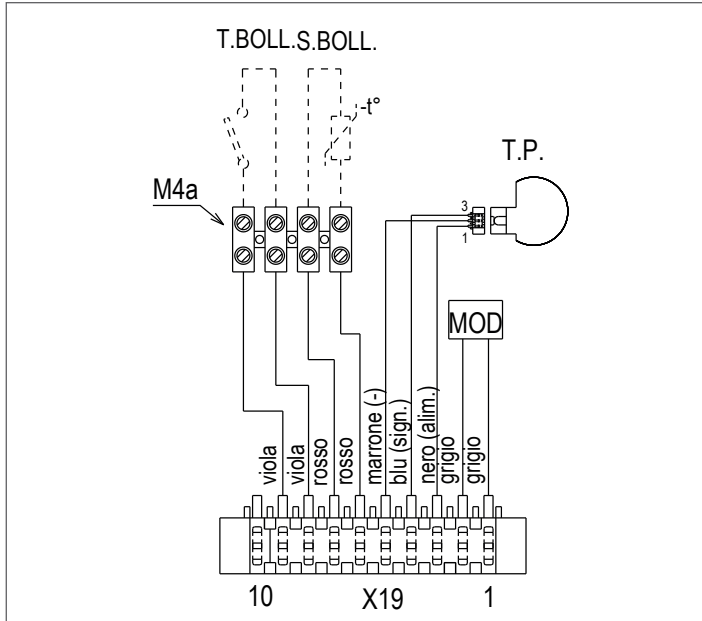 T.BOLL. S.BOLL.
-t°
T.P.
M4a
3
1
MOD
viola
viola
rosso
rosso
marrone (-)
blu (sign.)
nero (alim.)
grigio
grigio
10
X19
1